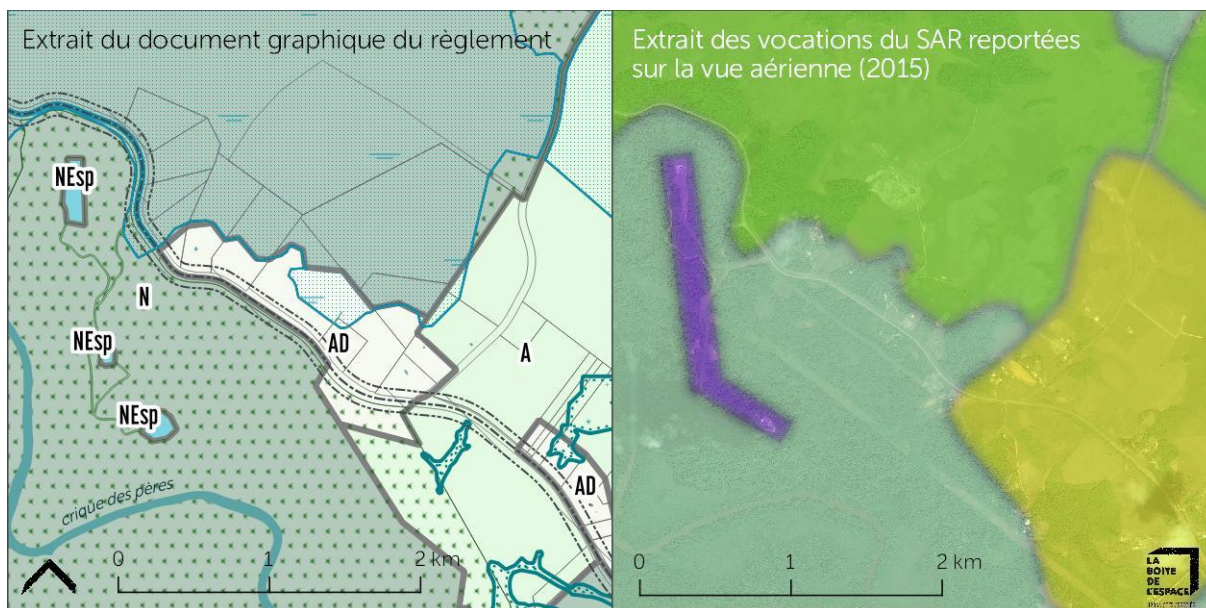 Extrait du document graphique du règlement
NEsp
N
NEsp
NEsp
AD
A
AD
crique des pères
0 1 2 km
Extrait des vocations du SAR reportées
sur la vue aérienne (2015)
0 1 2 km
LA
BOITE
DE
L'ESPACE